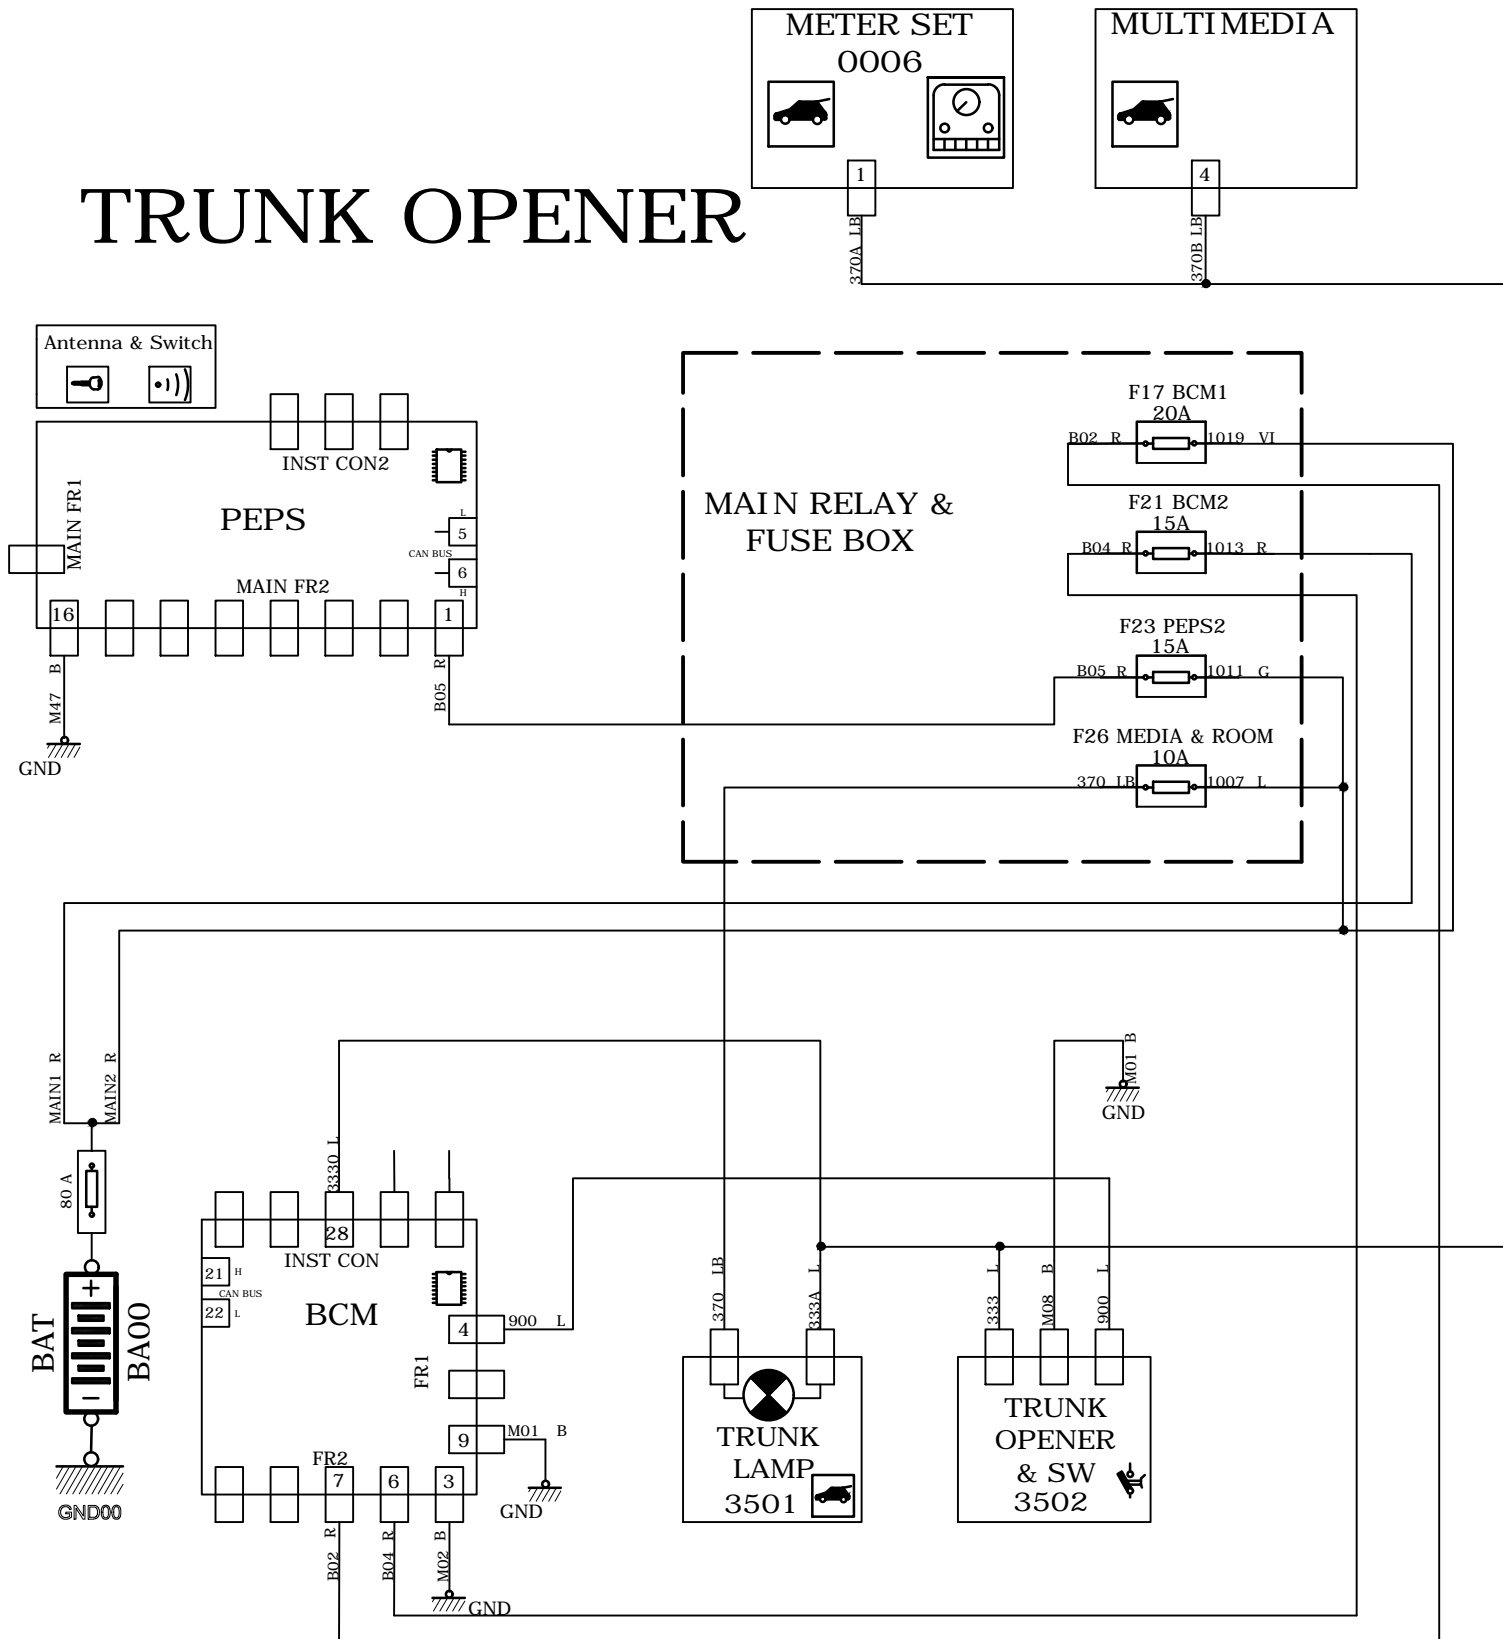 METER SET
0006
MULTIMEDIA
1
4
TRUNK OPENER
370A LB
370B LB
Antenna & Switch
INST CON2
MAIN FR1
PEPS
L
5
CAN BUS
6
H
MAIN FR2
16
1
M47 B
B05 R
GND
MAIN RELAY &
FUSE BOX
F17 BCM1
20A
B02 R
1019 VI
F21 BCM2
15A
B04 R
1013 R
F23 PEPS2
15A
B05 R
1011 G
F26 MEDIA & ROOM
10A
370 LB
1007 L
MAIN1 R
MAIN2 R
80 A
BAT
BA00
+
−
GND00
3330 L
28
INST CON
21 H
CAN BUS
22 L
BCM
4
900 L
FR1
9
M01 B
GND
FR2
7
6
3
B02 R
B04 R
M02 B
GND
M01 B
GND
370 LB
333A L
333 L
M08 B
900 L
TRUNK
LAMP
3501
TRUNK
OPENER
& SW
3502